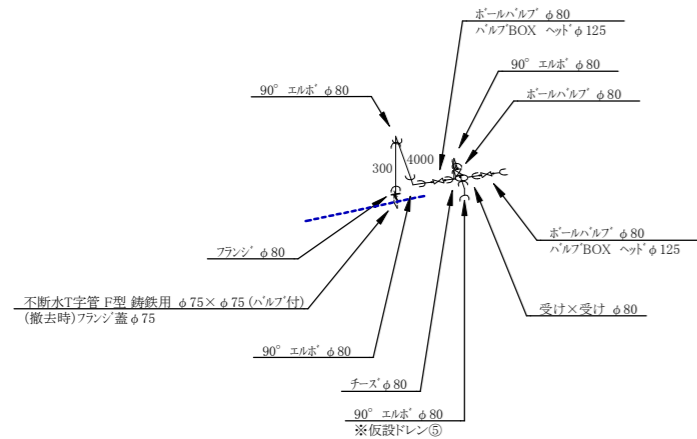 ボールバルブ φ80
バルブBOX ヘッドφ125
90° エルボ φ80
ボールバルブ φ80
90° エルボ φ80
4000
300
ボールバルブ φ80
バルブBOX ヘッドφ125
フランジ φ80
不断水T字管 F型 鋳鉄用 φ75×φ75 (バルブ付)
(撤去時)フランジ蓋φ75
受け×受け φ80
90° エルボ φ80
チーズ φ80
90° エルボ φ80
※仮設ドレン⑤